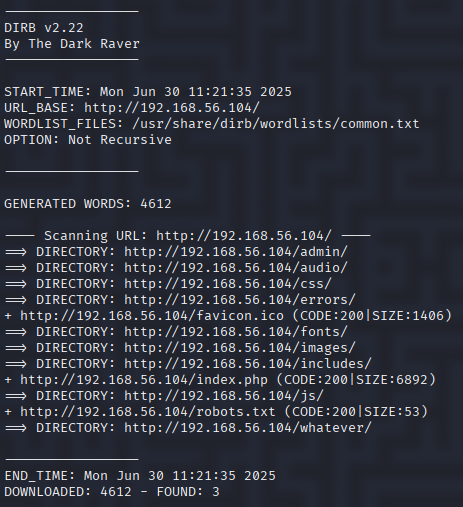 -----------------
DIRB v2.22
By The Dark Raver
-----------------
START_TIME: Mon Jun 30 11:21:35 2025
URL_BASE: http://192.168.56.104/
WORDLIST_FILES: /usr/share/dirb/wordlists/common.txt
OPTION: Not Recursive
-----------------
GENERATED WORDS: 4612
---- Scanning URL: http://192.168.56.104/ ----
==> DIRECTORY: http://192.168.56.104/admin/
==> DIRECTORY: http://192.168.56.104/audio/
==> DIRECTORY: http://192.168.56.104/css/
==> DIRECTORY: http://192.168.56.104/errors/
+ http://192.168.56.104/favicon.ico (CODE:200|SIZE:1406)
==> DIRECTORY: http://192.168.56.104/fonts/
==> DIRECTORY: http://192.168.56.104/images/
==> DIRECTORY: http://192.168.56.104/includes/
+ http://192.168.56.104/index.php (CODE:200|SIZE:6892)
==> DIRECTORY: http://192.168.56.104/js/
+ http://192.168.56.104/robots.txt (CODE:200|SIZE:53)
==> DIRECTORY: http://192.168.56.104/whatever/
-----------------
END_TIME: Mon Jun 30 11:21:35 2025
DOWNLOADED: 4612 - FOUND: 3